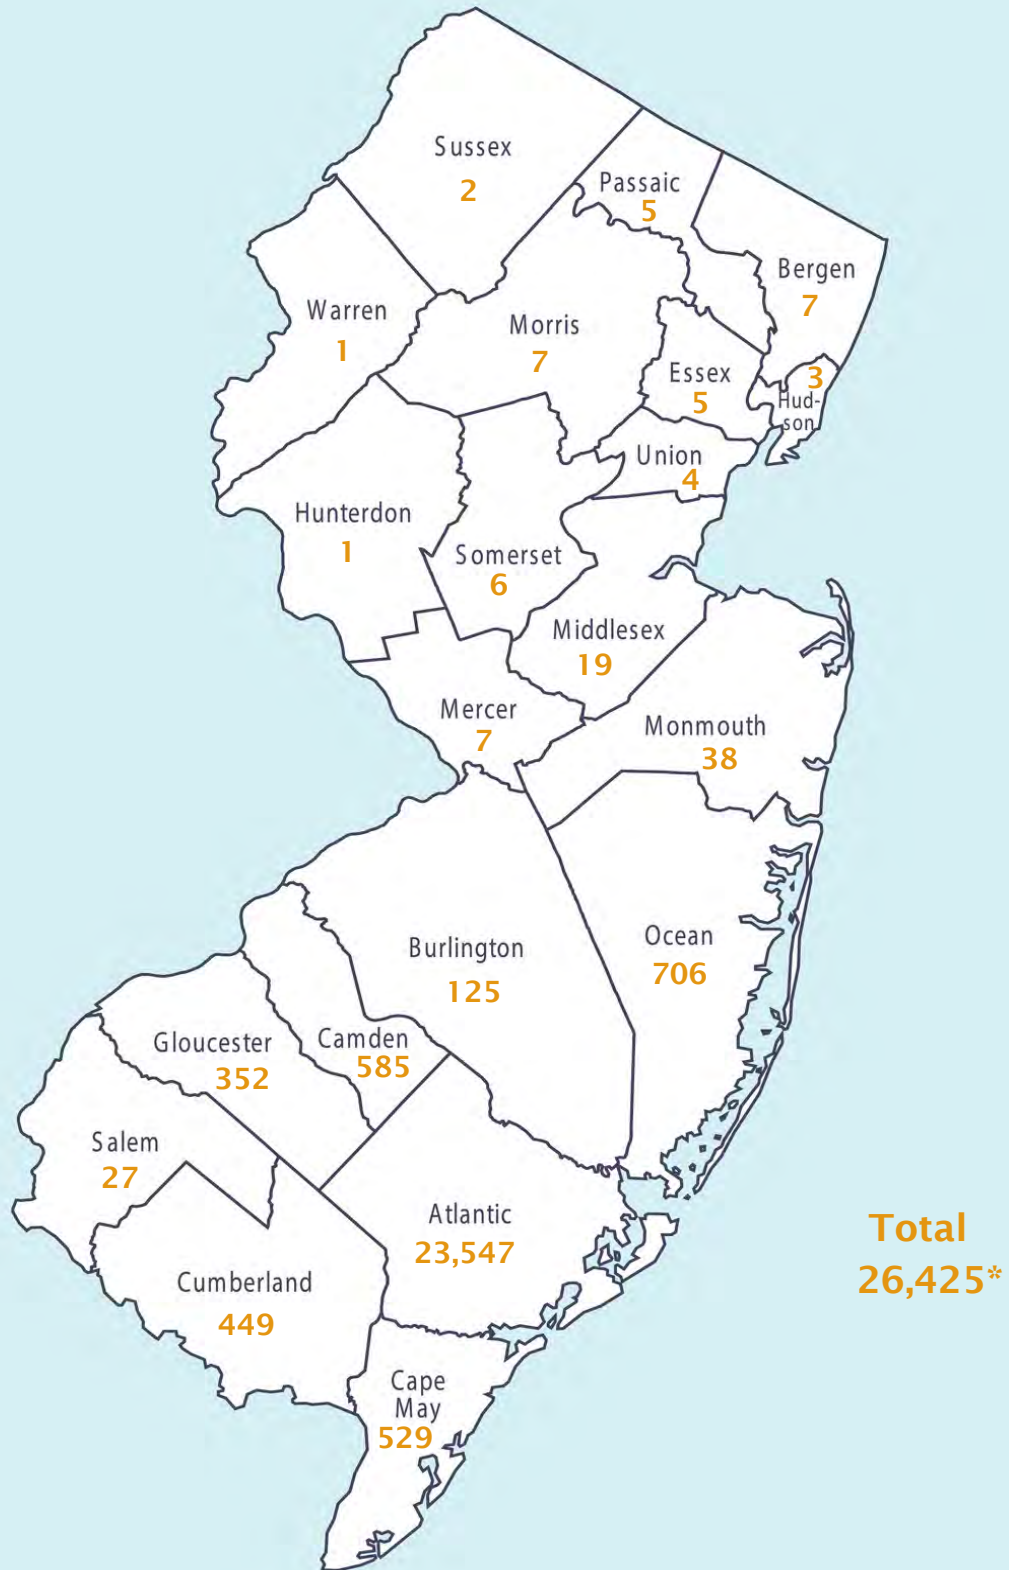 Sussex
2
Passaic
5
Bergen
7
Warren
1
Morris
7
Essex
5
3
Hud-
son
Union
4
Hunterdon
1
Somerset
6
Middlesex
19
Mercer
7
Monmouth
38
Ocean
706
Burlington
125
Camden
585
Gloucester
352
Salem
27
Atlantic
23,547
Total
26,425*
Cumberland
449
Cape
May
529